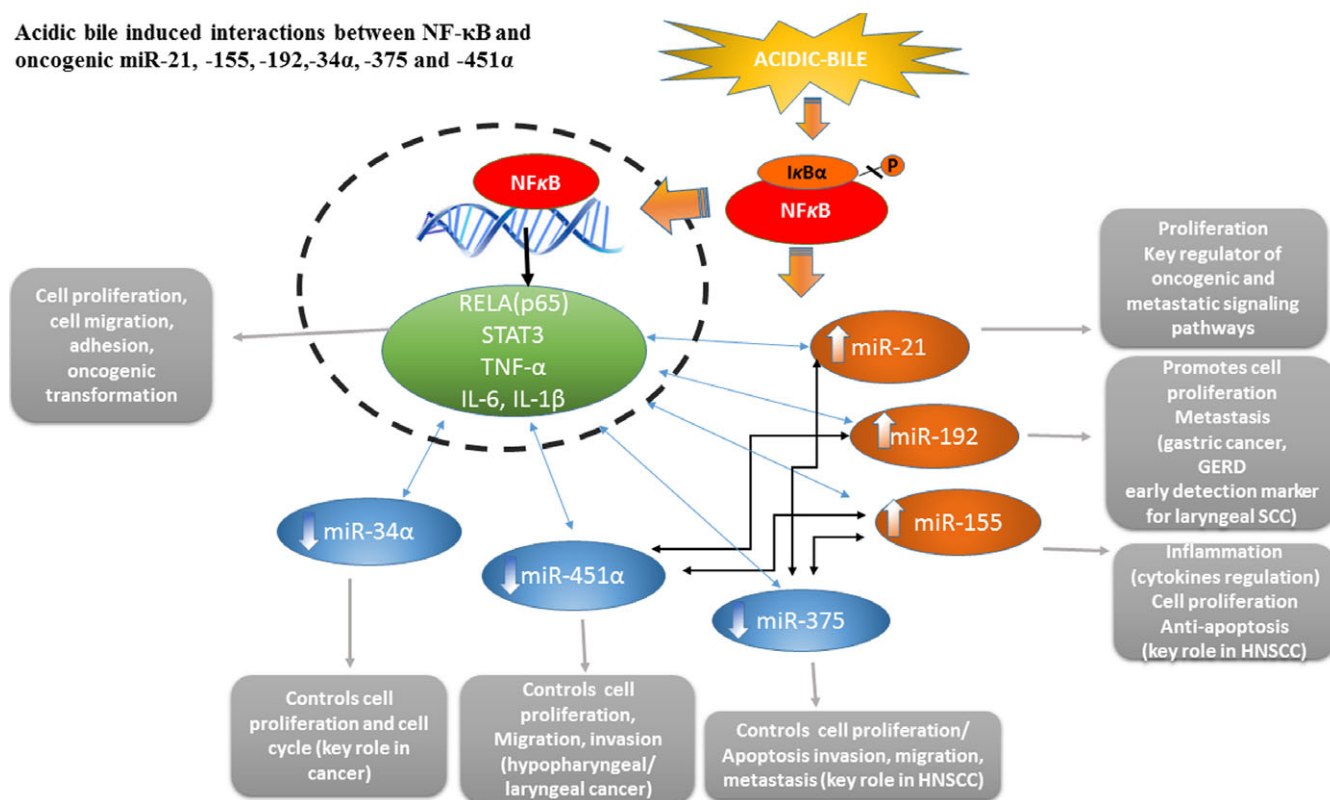 Acidic bile induced interactions between NF-κB and
oncogenic miR-21, -155, -192,-34α, -375 and -451α
ACIDIC-BILE
IκBα
P
NFκB
NFκB
RELA(p65)
STAT3
TNF-α
IL-6, IL-1β
Cell proliferation,
cell migration,
adhesion,
oncogenic
transformation
miR-21
miR-192
miR-155
miR-34α
miR-451α
miR-375
Proliferation
Key regulator of
oncogenic and
metastatic signaling
pathways
Promotes cell
proliferation
Metastasis
(gastric cancer,
GERD
early detection marker
for laryngeal SCC)
Inflammation
(cytokines regulation)
Cell proliferation
Anti-apoptosis
(key role in HNSCC)
Controls cell
proliferation and cell
cycle (key role in
cancer)
Controls cell
proliferation,
Migration, invasion
(hypopharyngeal/
laryngeal cancer)
Controls cell proliferation/
Apoptosis invasion, migration,
metastasis (key role in HNSCC)